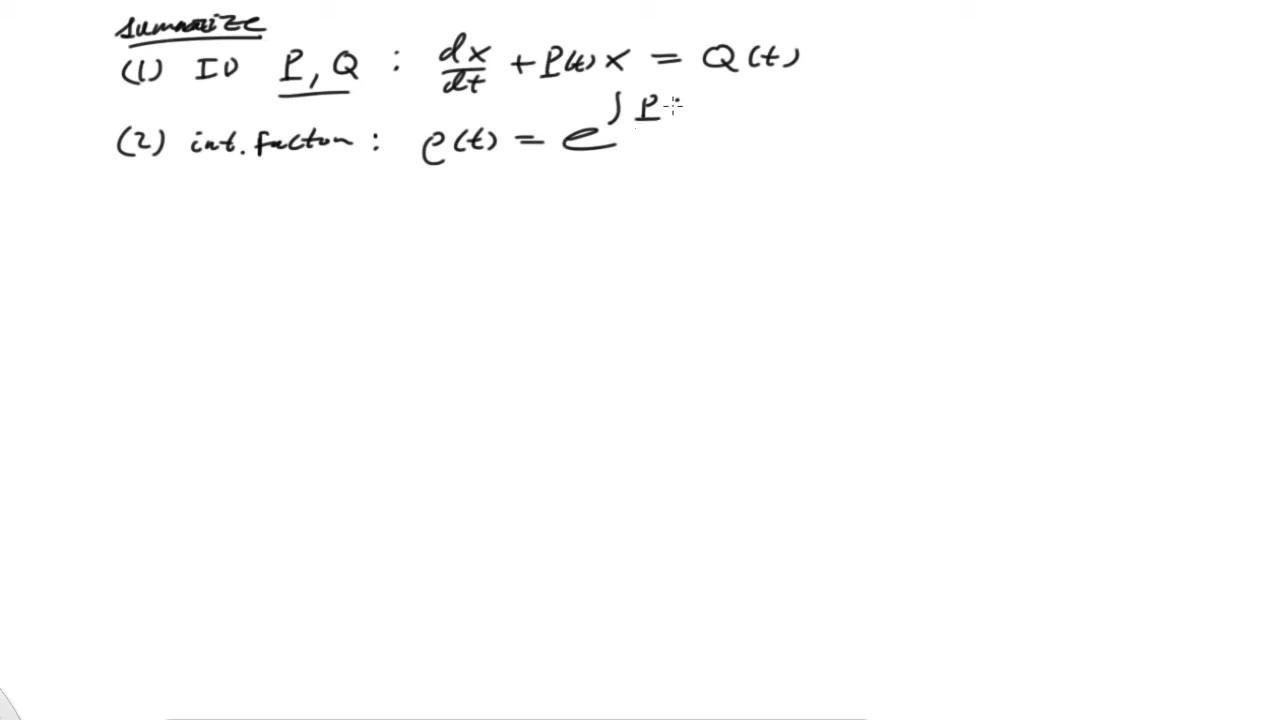 summarize
(1) ID P, Q : dx/dt + P(t) x = Q(t)
(2) int. factor : ρ(t) = e^∫ P